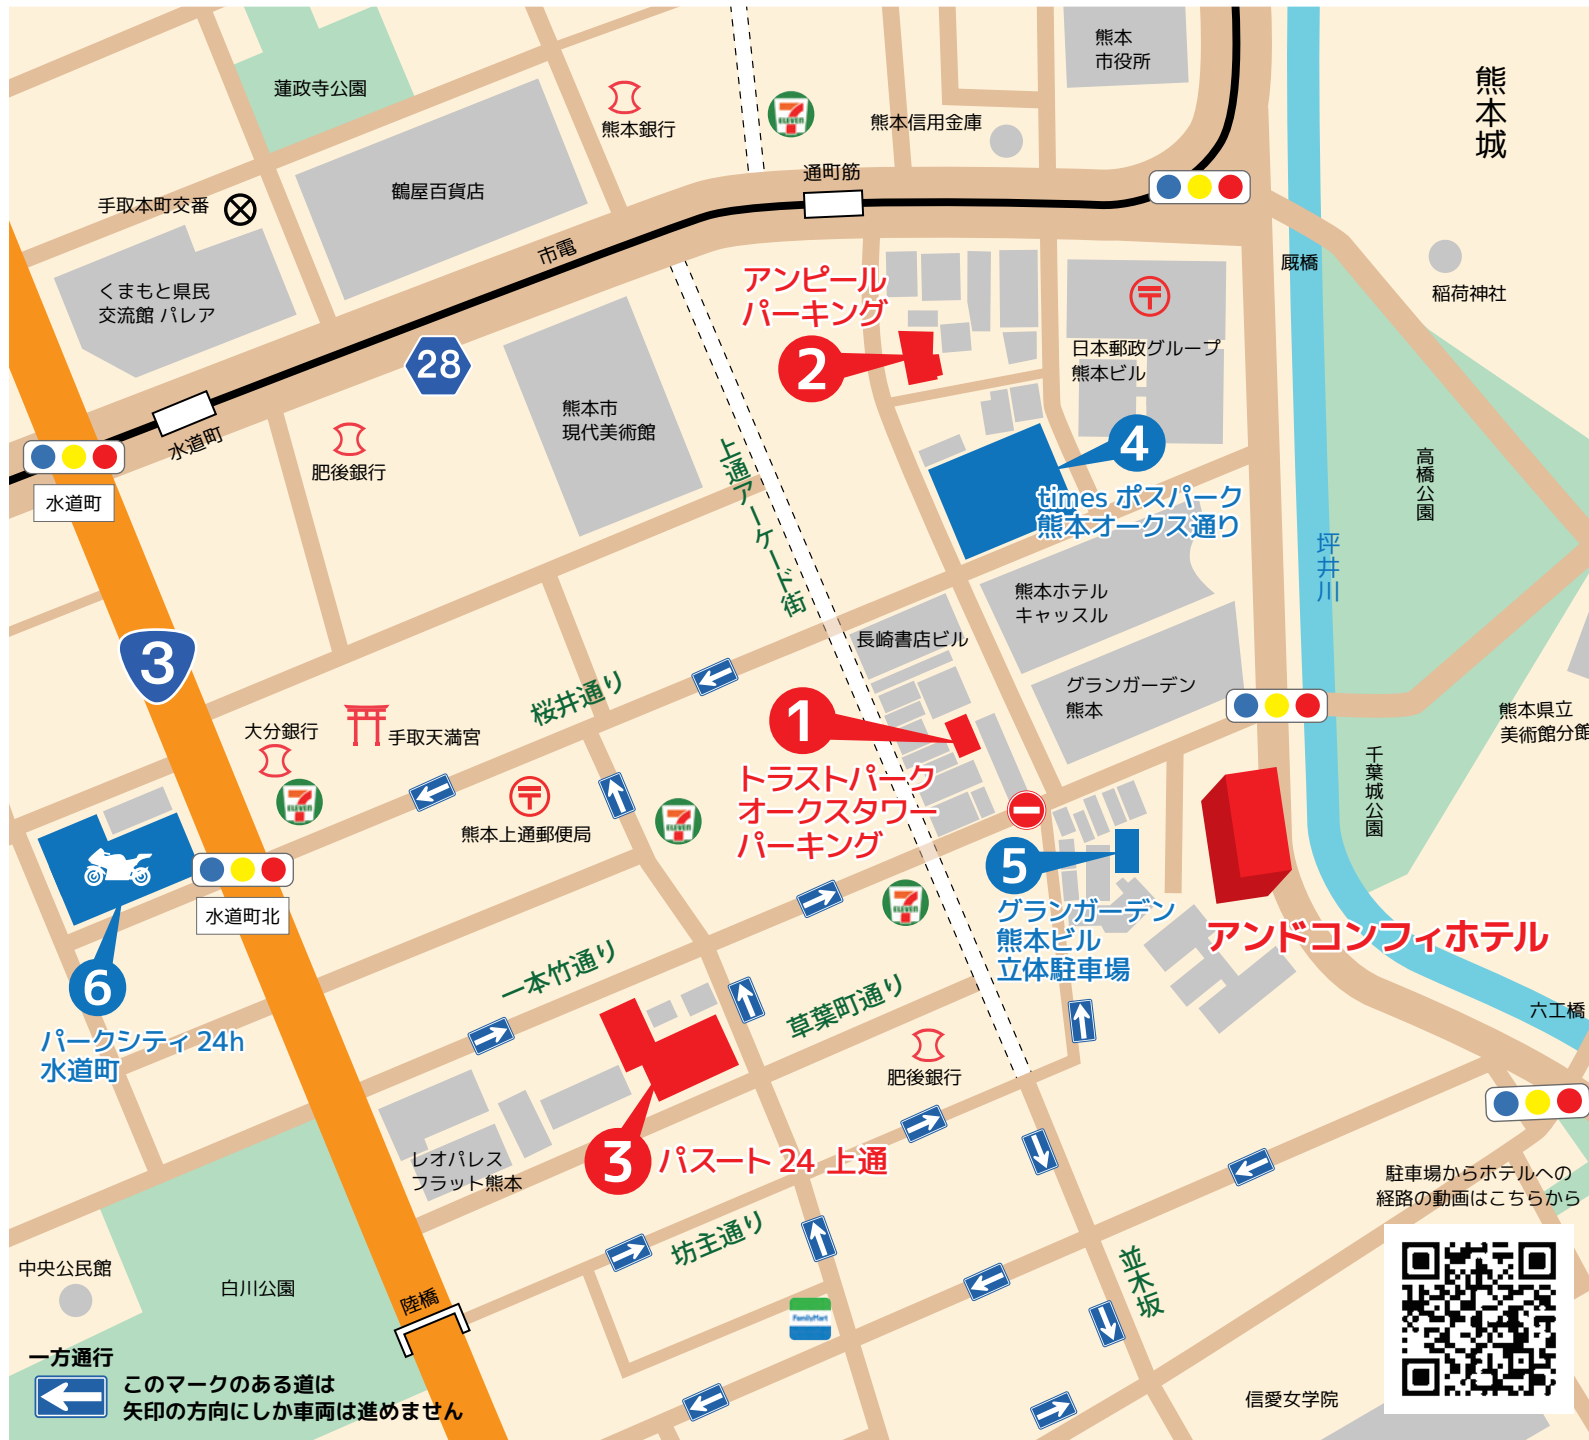 熊本
市役所
熊本城
蓮政寺公園
熊本銀行
7
ELEVEN
熊本信用金庫
通町筋
鶴屋百貨店
手取本町交番
市電
厩橋
稲荷神社
くまもと県民
交流館 パレア
アンピール
パーキング
2
〒
日本郵政グループ
熊本ビル
28
熊本市
現代美術館
水道町
肥後銀行
水道町
上通アーケード街
4
times ポスパーク
熊本オークス通り
高橋公園
坪井川
熊本ホテル
キャッスル
長崎書店ビル
3
桜井通り
グランガーデン
熊本
熊本県立
美術館分館
大分銀行
手取天満宮
1
トラストパーク
オークスタワー
パーキング
千葉城公園
7
ELEVEN
〒
熊本上通郵便局
7
ELEVEN
5
グランガーデン
熊本ビル
立体駐車場
7
ELEVEN
アンドコンフィホテル
水道町北
6
パークシティ 24h
水道町
一本竹通り
草葉町通り
六工橋
肥後銀行
レオパレス
フラット熊本
3
パスート 24 上通
駐車場からホテルへの
経路の動画はこちらから
坊主通り
並木坂
中央公民館
白川公園
陸橋
FamilyMart
信愛女学院
一方通行
このマークのある道は
矢印の方向にしか車両は進めません